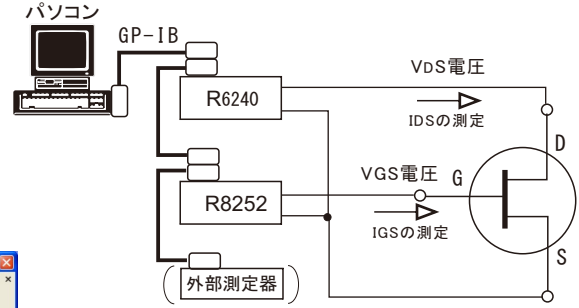 パソコン
GP-IB
VDS電圧
R6240
IDSの測定
D
VGS電圧
G
R8252
IGSの測定
S
(外部測定器)
×